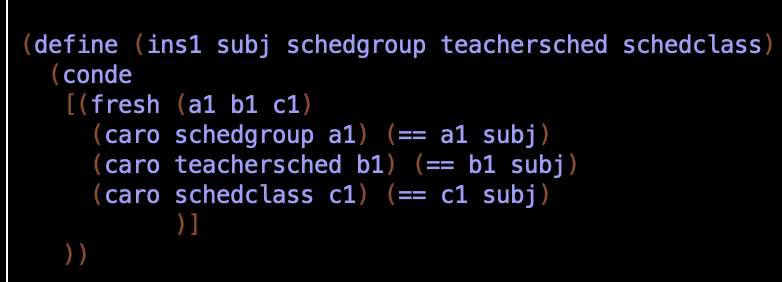 (define (ins1 subj schedgroup teachersched schedclass)
(conde
[(fresh (a1 b1 c1)
(caro schedgroup a1) (== a1 subj)
(caro teachersched b1) (== b1 subj)
(caro schedclass c1) (== c1 subj)
)]
))